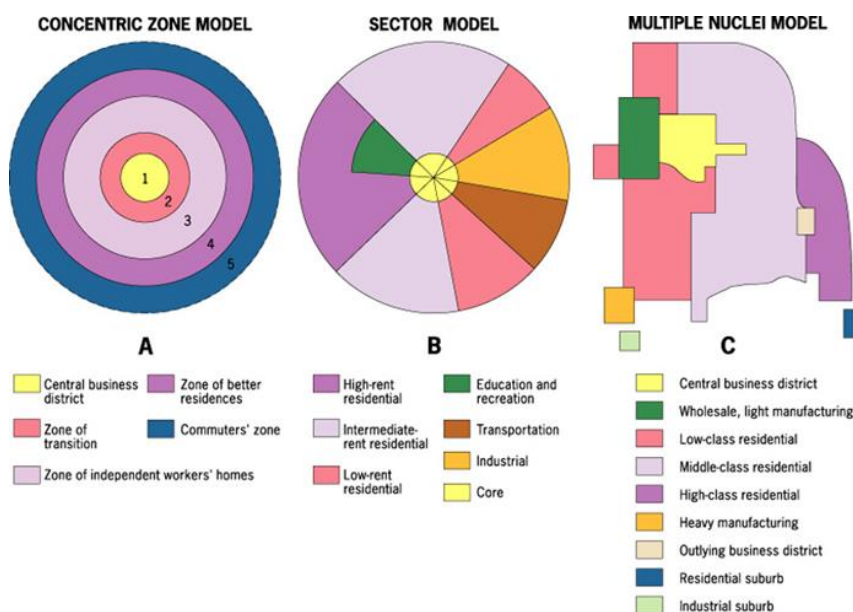 CONCENTRIC ZONE MODEL
1
2
3
4
5
A
Central business
district
Zone of
transition
Zone of independent workers' homes
Zone of better
residences
Commuters' zone
SECTOR MODEL
B
High-rent
residential
Intermediate-
rent residential
Low-rent
residential
Education and
recreation
Transportation
Industrial
Core
MULTIPLE NUCLEI MODEL
C
Central business district
Wholesale, light manufacturing
Low-class residential
Middle-class residential
High-class residential
Heavy manufacturing
Outlying business district
Residential suburb
Industrial suburb